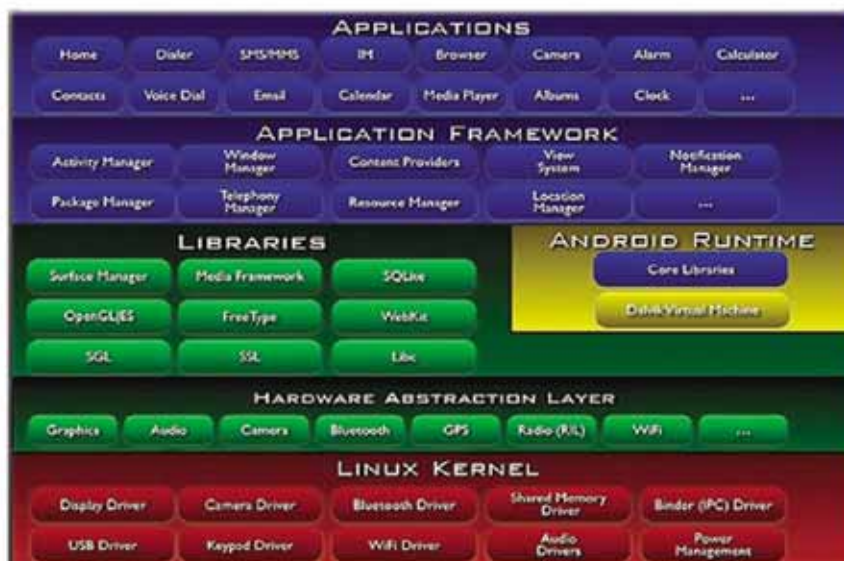 APPLICATIONS
Home Dialer SMS/MMS IM Browser Camera Alarm Calculator
Contacts Voice Dial Email Calendar Media Player Albums Clock ...
APPLICATION FRAMEWORK
Activity Manager Window Manager Content Providers View System Notification Manager
Package Manager Telephony Manager Resource Manager Location Manager ...
LIBRARIES ANDROID RUNTIME
Surface Manager Media Framework SQLite Core Libraries
OpenGL|ES FreeType WebKit Dalvik Virtual Machine
SGL SSL Libc
HARDWARE ABSTRACTION LAYER
Graphics Audio Camera Bluetooth GPS Radio (RIL) WiFi ...
LINUX KERNEL
Display Driver Camera Driver Bluetooth Driver Shared Memory Driver Binder (IPC) Driver
USB Driver Keypad Driver WiFi Driver Audio Drivers Power Management